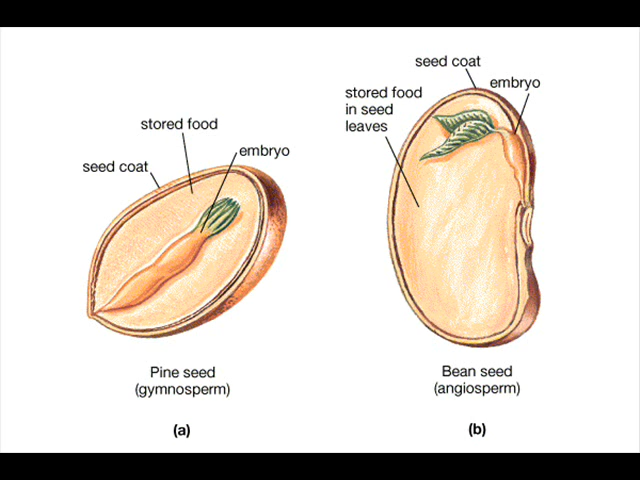 stored food
seed coat
embryo
Pine seed
(gymnosperm)
(a)
seed coat
embryo
stored food
in seed
leaves
Bean seed
(angiosperm)
(b)